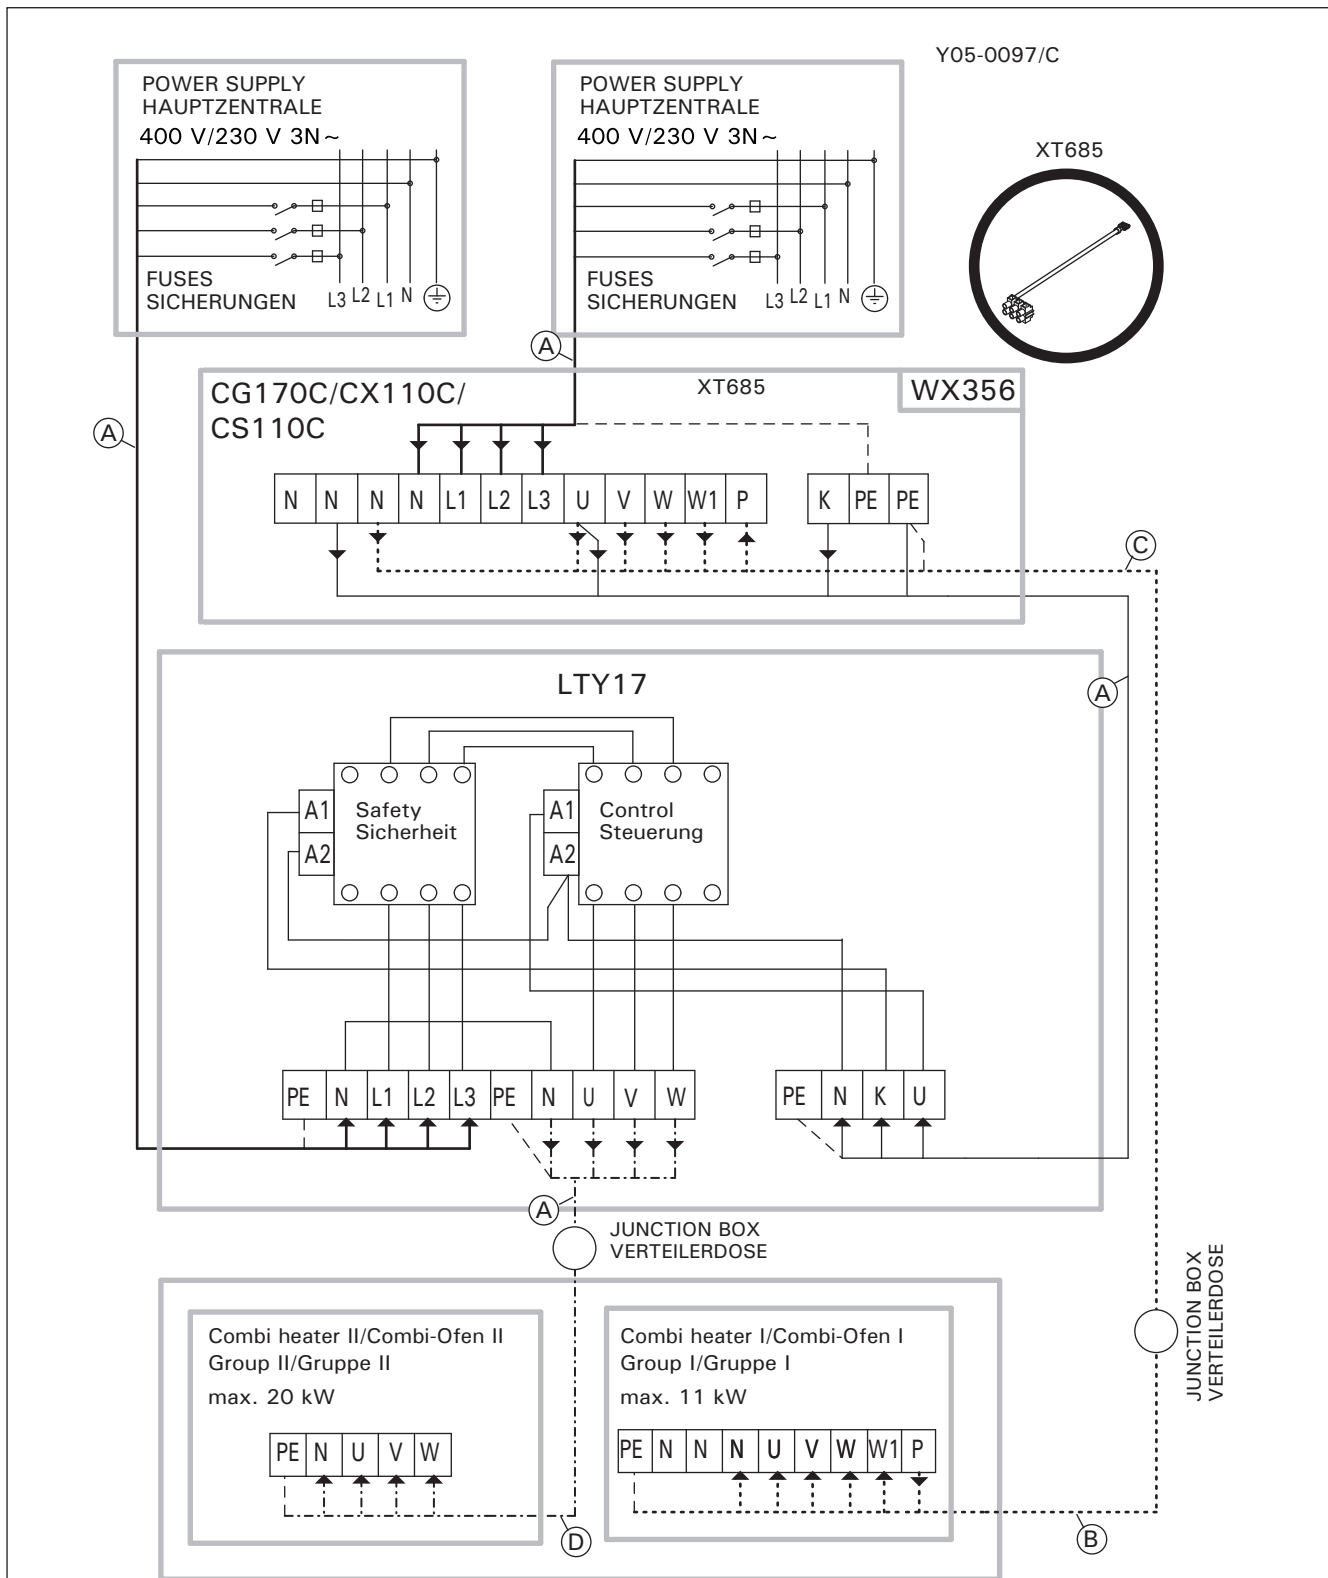 Y05-0097/C
POWER SUPPLY
HAUPTZENTRALE
400 V/230 V 3N~
FUSES
SICHERUNGEN
L3 L2 L1 N
POWER SUPPLY
HAUPTZENTRALE
400 V/230 V 3N~
FUSES
SICHERUNGEN
L3 L2 L1 N
XT685
A
A
CG170C/CX110C/
CS110C
XT685
WX356
N N N N L1 L2 L3 U V W W1 P
K PE PE
C
A
LTY17
A1
A2
Safety
Sicherheit
A1
A2
Control
Steuerung
PE N L1 L2 L3 PE N U V W
PE N K U
A
JUNCTION BOX
VERTEILERDOSE
JUNCTION BOX
VERTEILERDOSE
Combi heater II/Combi-Ofen II
Group II/Gruppe II
max. 20 kW
PE N U V W
D
Combi heater I/Combi-Ofen I
Group I/Gruppe I
max. 11 kW
PE N N N U V W W1 P
B